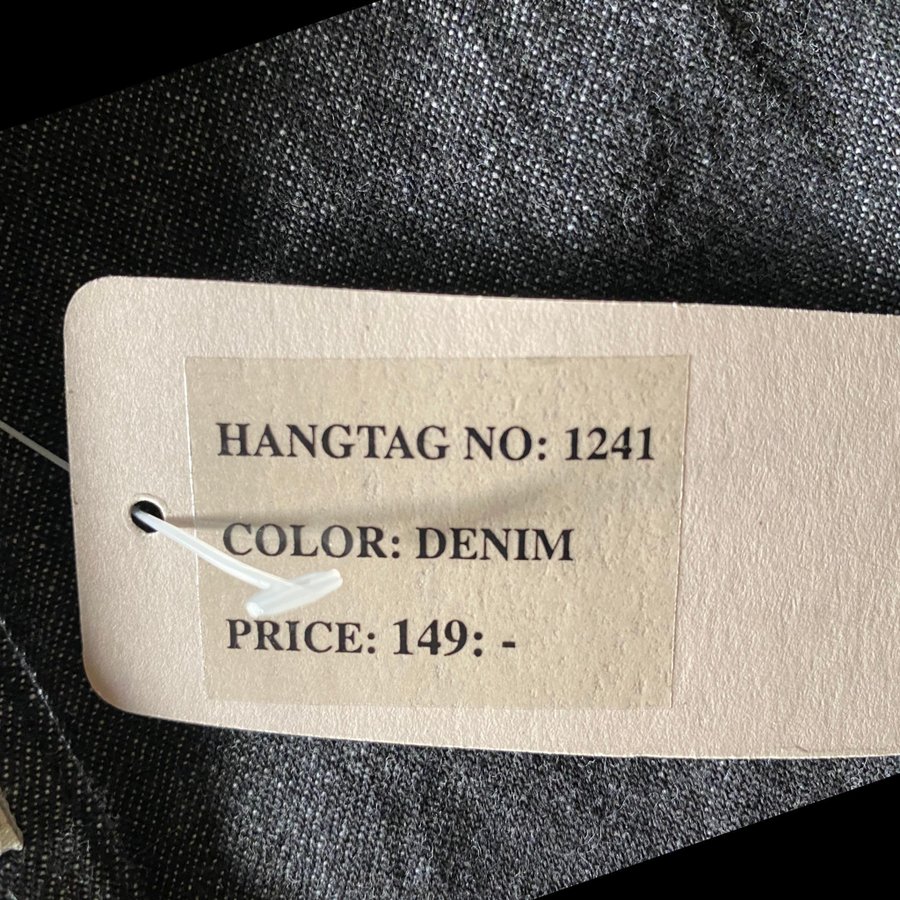 HANGTAG NO: 1241
COLOR: DENIM
PRICE: 149: -